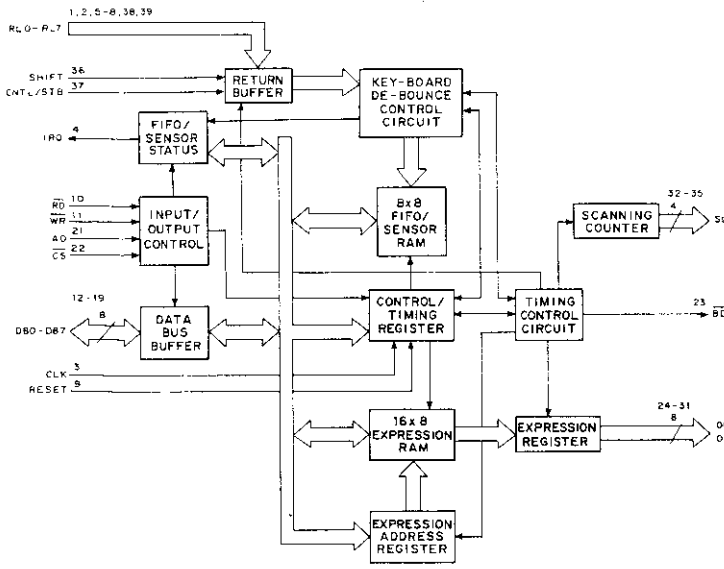 1,2,5-8,38,39
RL0-RL7
SHIFT 36
CNTL/STB 37
RETURN
BUFFER
KEY-BOARD
DE-BOUNCE
CONTROL
CIRCUIT
IRQ 4
FIFO/
SENSOR
STATUS
8x8
FIFO/
SENSOR
RAM
32-35
4
SCANNING
COUNTER
RD 10
WR 11
A0 21
CS 22
INPUT/
OUTPUT
CONTROL
12-19
8
DB0-DB7
DATA
BUS
BUFFER
CONTROL/
TIMING
REGISTER
TIMING
CONTROL
CIRCUIT
23
BD
CLK 3
RESET 9
16x8
EXPRESSION
RAM
EXPRESSION
REGISTER
24-31
8
EXPRESSION
ADDRESS
REGISTER